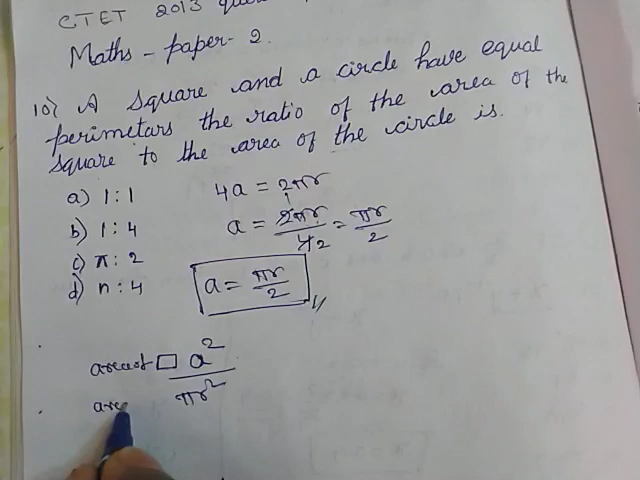 CTET 2013
Maths - paper - 2.
10) A square and a circle have equal
perimetars the ratio of the area of the
square to the area of the circle is.
a) 1 : 1
b) 1 : 4
c) π : 2
d) n : 4
4a = 2πr
a = 2πr/4 2 = πr/2
a = πr/2
area of □ a²
πr²
are